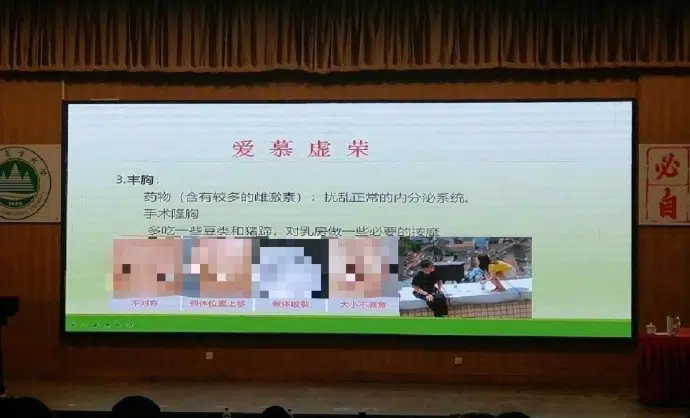 爱慕虚荣
3.丰胸：
药物（含有较多的雌激素）：扰乱正常的内分泌系统。
手术隆胸
多吃一些豆类和猪蹄，对乳房做一些必要的按摩
不对称
假体位置上移
假体破裂
大小不满意
必
自